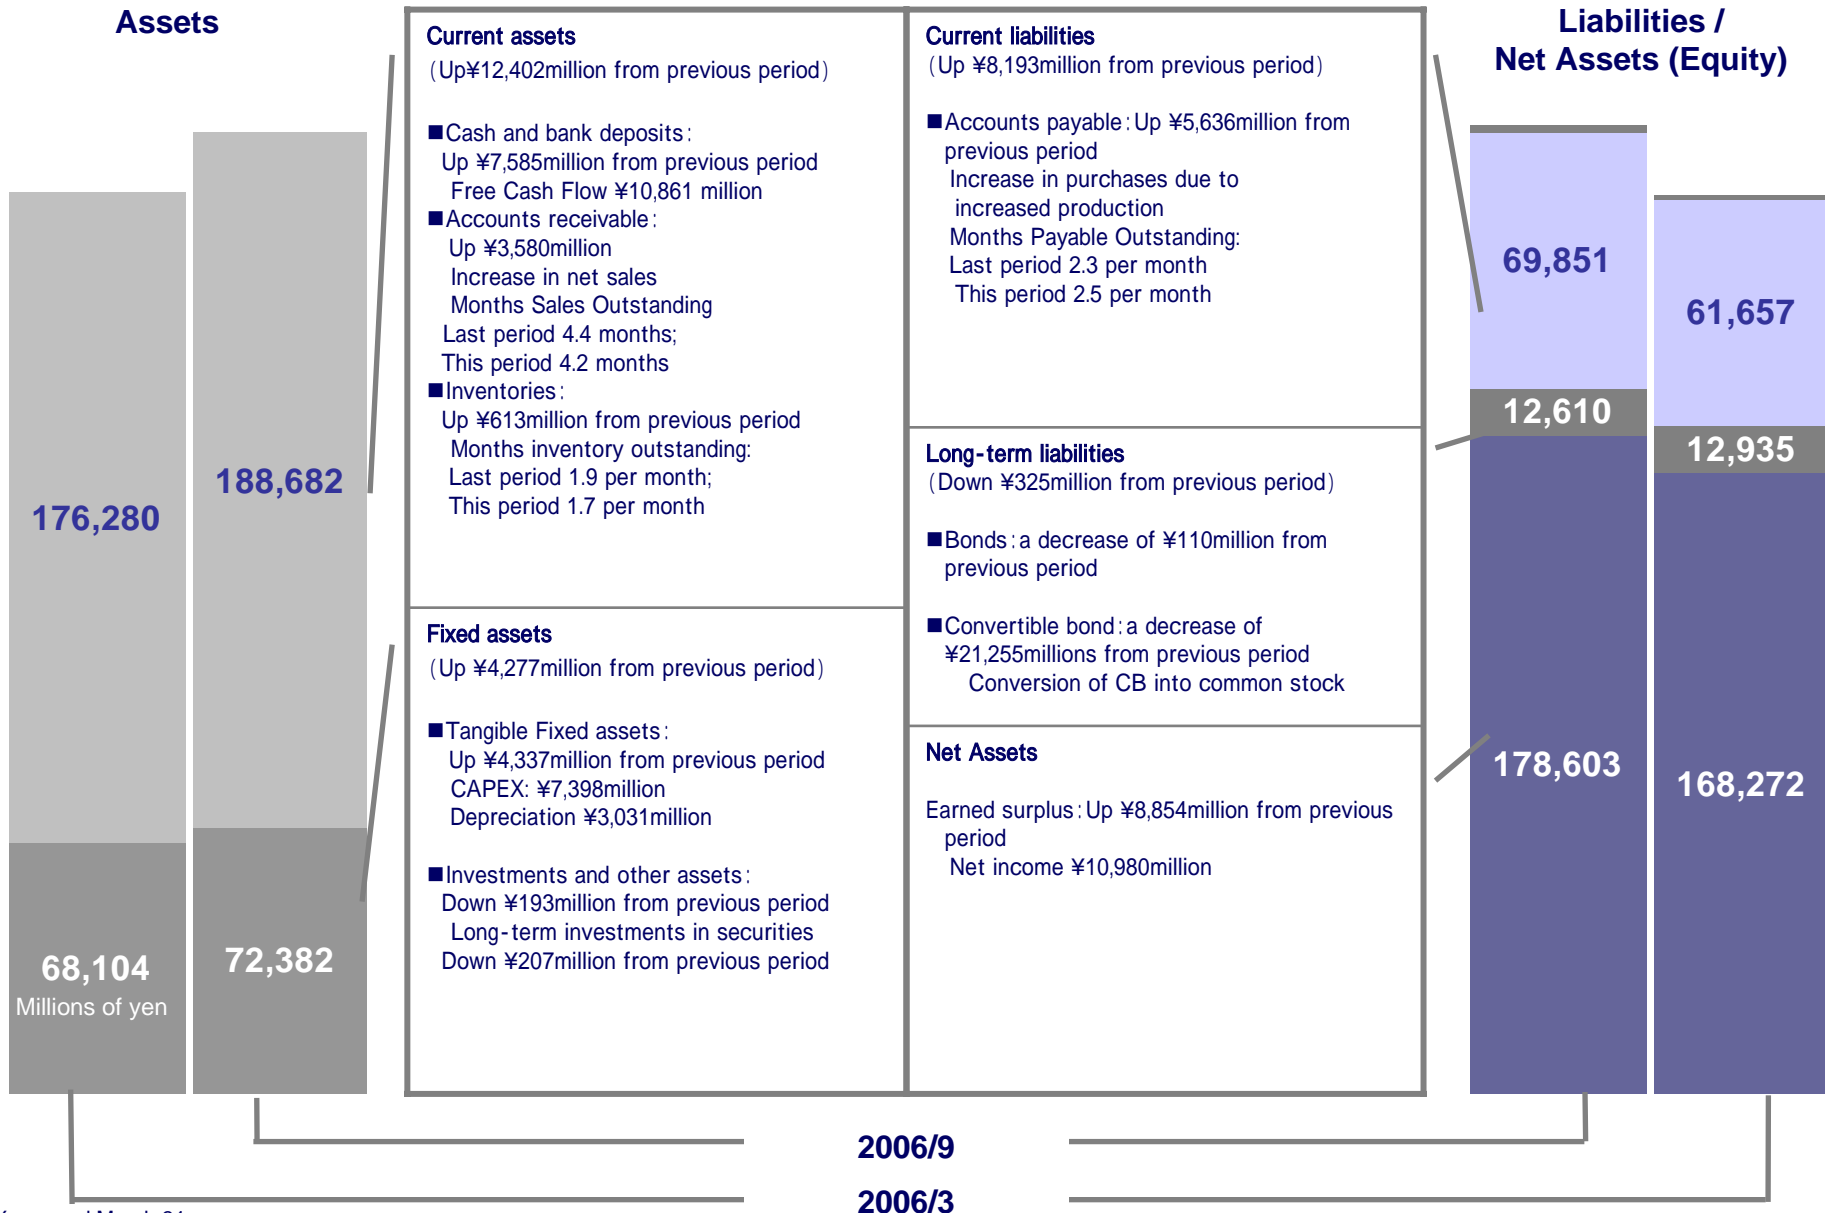 Assets
Liabilities /
Net Assets (Equity)
176,280
68,104
Millions of yen
188,682
72,382
Current assets
(Up¥12,402million from previous period)
■Cash and bank deposits:
Up ¥7,585million from previous period
Free Cash Flow ¥10,861 million
■Accounts receivable:
Up ¥3,580million
Increase in net sales
Months Sales Outstanding
Last period 4.4 months;
This period 4.2 months
■Inventories:
Up ¥613million from previous period
Months inventory outstanding:
Last period 1.9 per month;
This period 1.7 per month
Fixed assets
(Up ¥4,277million from previous period)
■Tangible Fixed assets:
Up ¥4,337million from previous period
CAPEX: ¥7,398million
Depreciation ¥3,031million
■Investments and other assets:
Down ¥193million from previous period
Long-term investments in securities
Down ¥207million from previous period
Current liabilities
(Up ¥8,193million from previous period)
■Accounts payable:Up ¥5,636million from
previous period
Increase in purchases due to
increased production
Months Payable Outstanding:
Last period 2.3 per month
This period 2.5 per month
Long-term liabilities
(Down ¥325million from previous period)
■Bonds:a decrease of ¥110million from
previous period
■Convertible bond:a decrease of
¥21,255millions from previous period
Conversion of CB into common stock
Net Assets
Earned surplus:Up ¥8,854million from previous
period
Net income ¥10,980million
69,851
12,610
178,603
61,657
12,935
168,272
2006/9
2006/3